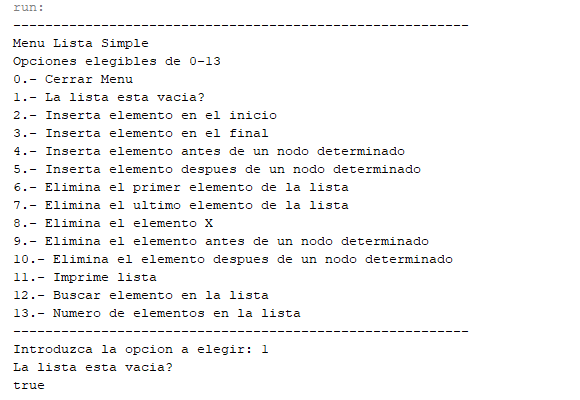 run:
---------------------------------------------------------
Menu Lista Simple
Opciones elegibles de 0-13
0.- Cerrar Menu
1.- La lista esta vacia?
2.- Inserta elemento en el inicio
3.- Inserta elemento en el final
4.- Inserta elemento antes de un nodo determinado
5.- Inserta elemento despues de un nodo determinado
6.- Elimina el primer elemento de la lista
7.- Elimina el ultimo elemento de la lista
8.- Elimina el elemento X
9.- Elimina el elemento antes de un nodo determinado
10.- Elimina el elemento despues de un nodo determinado
11.- Imprime lista
12.- Buscar elemento en la lista
13.- Numero de elementos en la lista
---------------------------------------------------------
Introduzca la opcion a elegir: 1
La lista esta vacia?
true